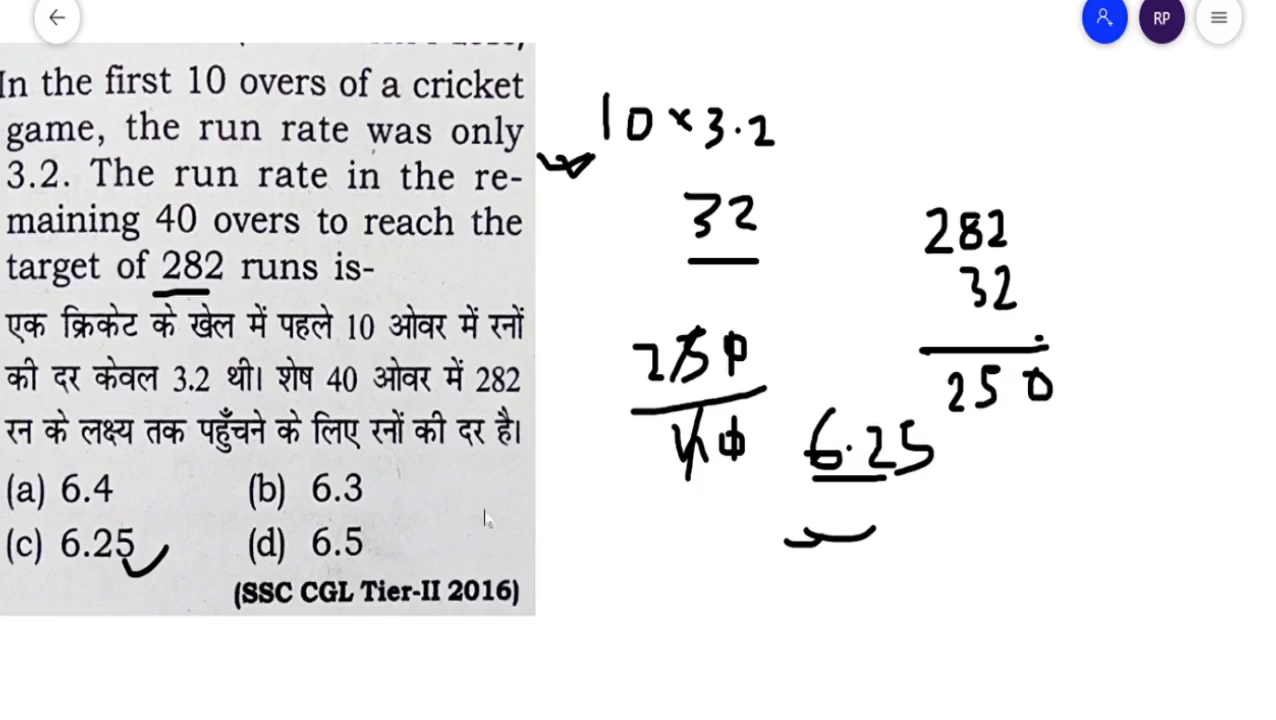 RP
In the first 10 overs of a cricket
game, the run rate was only
3.2. The run rate in the re-
maining 40 overs to reach the
target of 282 runs is-
एक क्रिकेट के खेल में पहले 10 ओवर में रनों
की दर केवल 3.2 थी। शेष 40 ओवर में 282
रन के लक्ष्य तक पहुँचने के लिए रनों की दर है।
(a) 6.4 (b) 6.3
(c) 6.25 (d) 6.5
(SSC CGL Tier-II 2016)
10 × 3.2
32
250
40
6.25
282
32
250